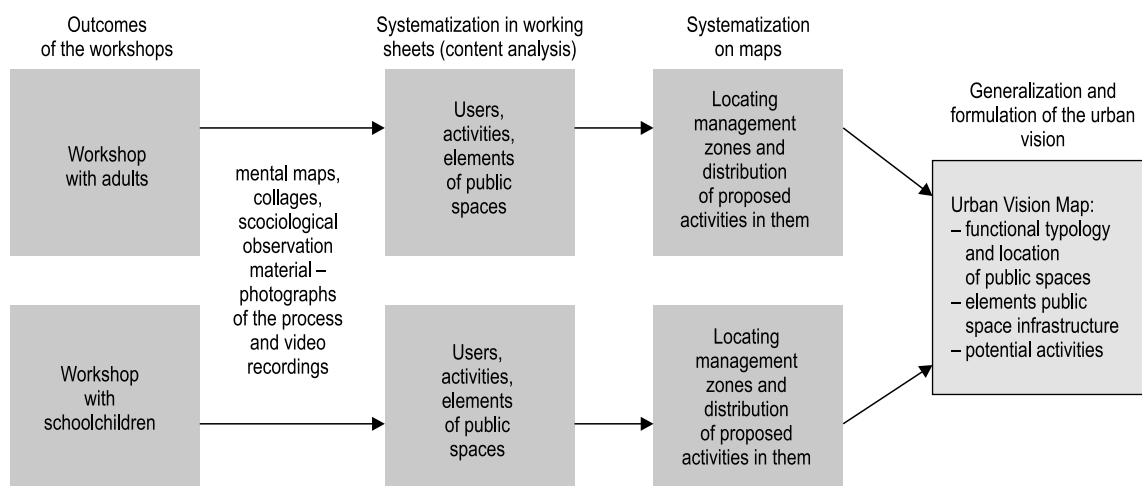 Outcomes
of the workshops
Systematization in working
sheets (content analysis)
Systematization
on maps
Generalization and
formulation of the urban
vision
Workshop
with adults
mental maps,
collages,
scociological
observation
material –
photographs
of the process
and video
recordings
Users,
activities,
elements
of public
spaces
Locating
management
zones and
distribution
of proposed
activities in them
Workshop
with
schoolchildren
Users,
activities,
elements
of public
spaces
Locating
management
zones and
distribution
of proposed
activities in them
Urban Vision Map:
– functional typology
and location
of public spaces
– elements public
space infrastructure
– potential activities